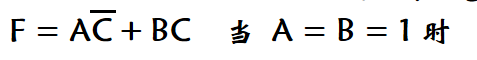 F = AC̅ + BC 当 A = B = 1 时